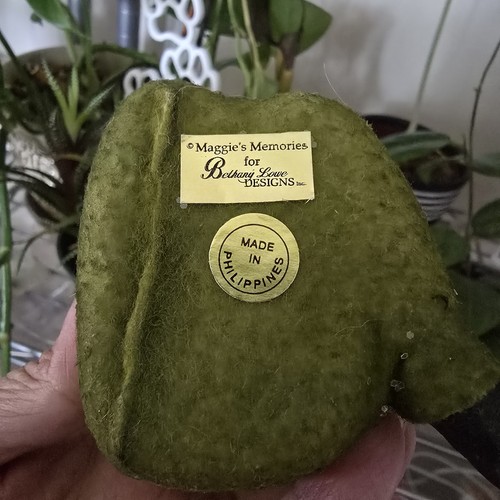 © Maggie's Memories
for
Bethany Lowe
DESIGNS Inc.
MADE
IN
PHILIPPINES